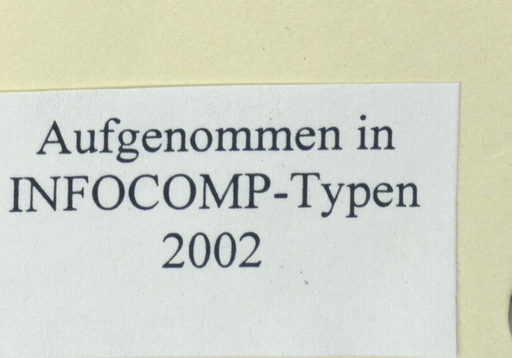 Aufgenommen in
INFOCOMP-Typen
2002